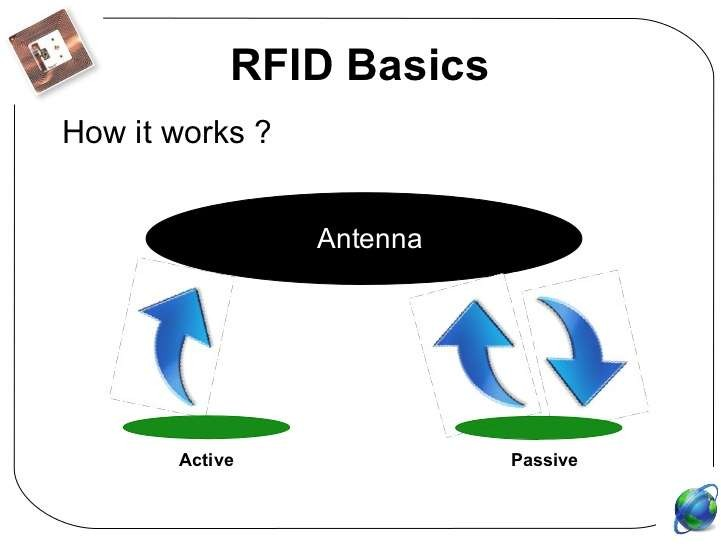 RFID Basics
How it works ?
Antenna
Active
Passive